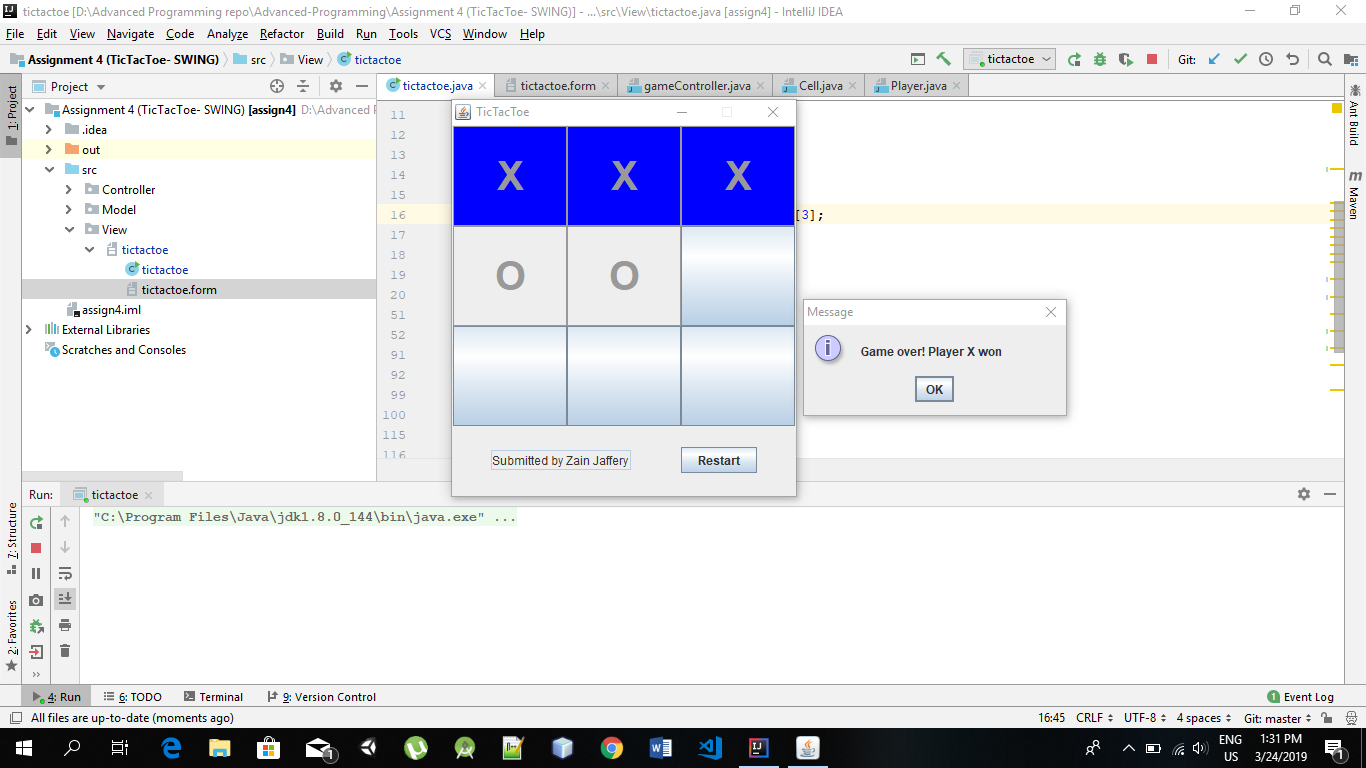 tictactoe [D:\Advanced Programming repo\Advanced-Programming\Assignment 4 (TicTacToe- SWING)] - ...\src\View\tictactoe.java [assign4] - IntelliJ IDEA
File Edit View Navigate Code Analyze Refactor Build Run Tools VCS Window Help
Assignment 4 (TicTacToe- SWING) src View tictactoe tictactoe Git:
1: Project
Project
tictactoe.java tictactoe.form gameController.java Cell.java Player.java
Assignment 4 (TicTacToe- SWING) [assign4] D:\Advanced P
.idea
out
src
Controller
Model
View
tictactoe
tictactoe
tictactoe.form
assign4.iml
External Libraries
Scratches and Consoles
11
12
13
14
15
16 [3];
17
18
19
20
51
52
91
92
99
100
115
116
TicTacToe
X X X
O O
Submitted by Zain Jaffery Restart
Message
Game over! Player X won
OK
Ant Build
m Maven
Run: tictactoe
"C:\Program Files\Java\jdk1.8.0_144\bin\java.exe" ...
7: Structure
2: Favorites
4: Run 6: TODO Terminal 9: Version Control 1 Event Log
All files are up-to-date (moments ago) 16:45 CRLF UTF-8 4 spaces Git: master
1 ENG 1:31 PM
US 3/24/2019 1